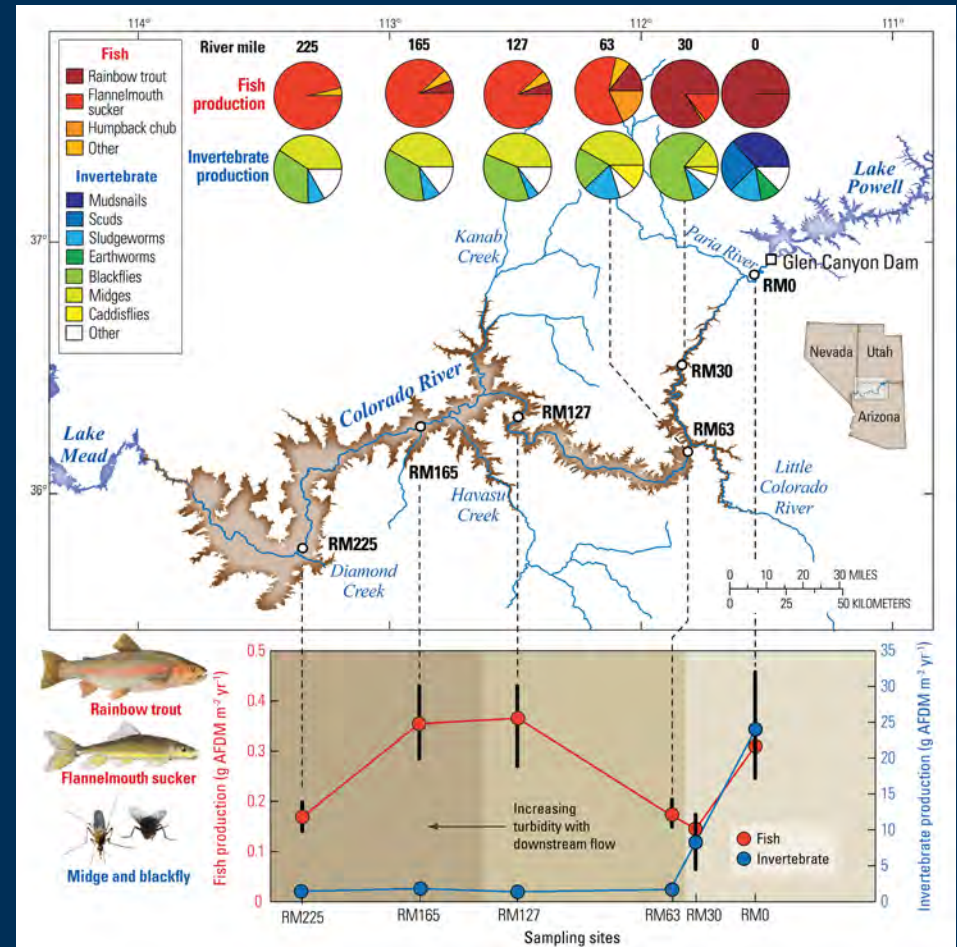 114°
113°
112°
111°
River mile 225 165 127 63 30 0
Fish
Rainbow trout
Flannelmouth
sucker
Humpback chub
Other
Invertebrate
Mudsnails
Scuds
Sludgeworms
Earthworms
Blackflies
Midges
Caddisflies
Other
Fish
production
Invertebrate
production
Lake
Powell
Kanab
Creek
Paria River
Glen Canyon Dam
RM0
37°
Nevada
Utah
Arizona
RM30
Colorado River
RM127
RM63
Lake
Mead
RM165
36°
Havasu
Creek
Little
Colorado
River
RM225
Diamond
Creek
0 10 20 30 MILES
0 25 50 KILOMETERS
Rainbow trout
Flannelmouth sucker
Midge and blackfly
Fish production (g AFDM m⁻² yr⁻¹)
0.5
0.4
0.3
0.2
0.1
0
Increasing
turbidity with
downstream flow
Fish
Invertebrate
35
30
25
20
15
10
5
0
Invertebrate production (g AFDM m⁻² yr⁻¹)
RM225 RM165 RM127 RM63 RM30 RM0
Sampling sites